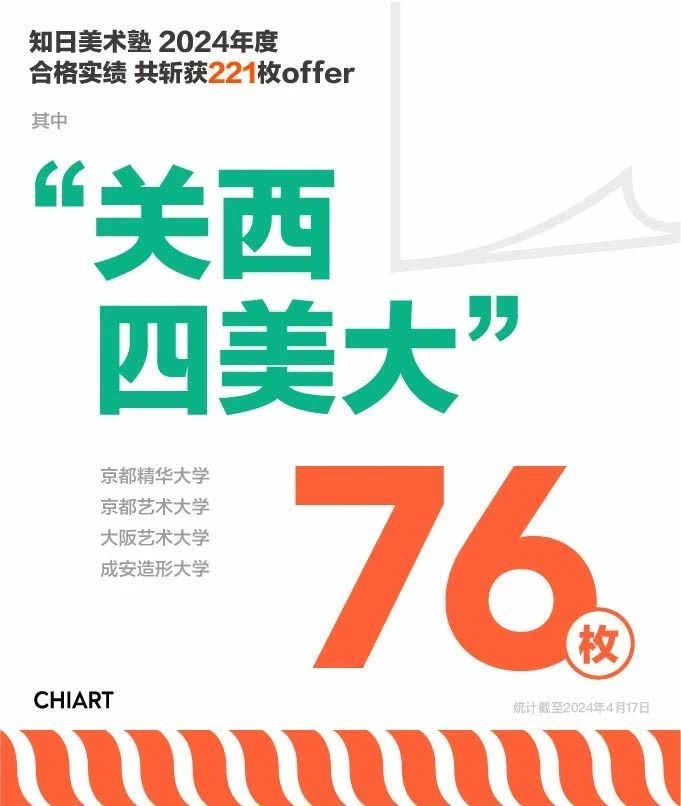 知日美术塾 2024年度
合格实绩 共斩获221枚offer
其中
“关西
四美大”
京都精华大学
京都艺术大学
大阪艺术大学
成安造形大学
76枚
CHIART
统计截至2024年4月17日